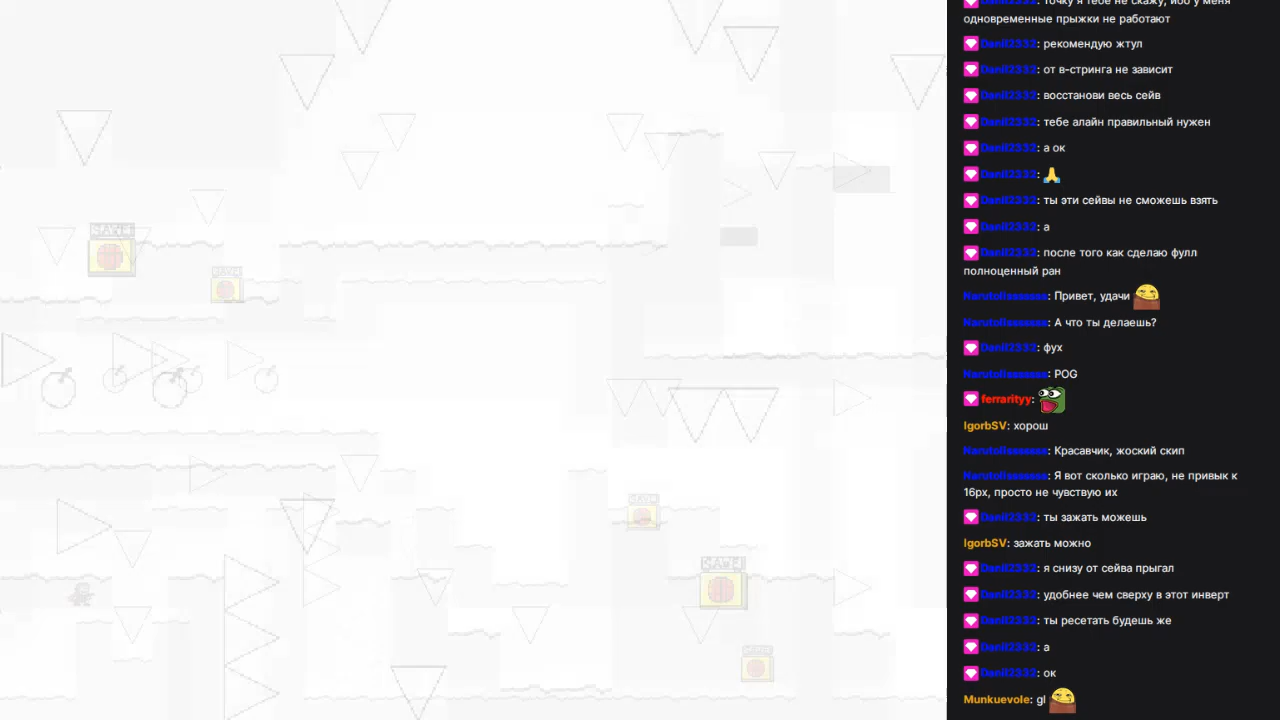 точку я тебе не скажу, ибо у меня
одновременные прыжки не работают
Danil2332: рекомендую жтул
Danil2332: от в-стринга не зависит
Danil2332: восстанови весь сейв
Danil2332: тебе алайн правильный нужен
Danil2332: а ок
Danil2332:
Danil2332: ты эти сейвы не сможешь взять
Danil2332: а
Danil2332: после того как сделаю фулл
полноценный ран
: Привет, удачи
: А что ты делаешь?
Danil2332: фух
: POG
ferrarityy:
IgorbSV: хорош
: Красавчик, жоский скип
: Я вот сколько играю, не привык к
16px, просто не чувствую их
Danil2332: ты зажать можешь
IgorbSV: зажать можно
Danil2332: я снизу от сейва прыгал
Danil2332: удобнее чем сверху в этот инверт
Danil2332: ты ресетать будешь же
Danil2332: а
Danil2332: ок
Munkuevole: gl
SAVE!
SAVE!
SAVE!
SAVE!
SAVE!